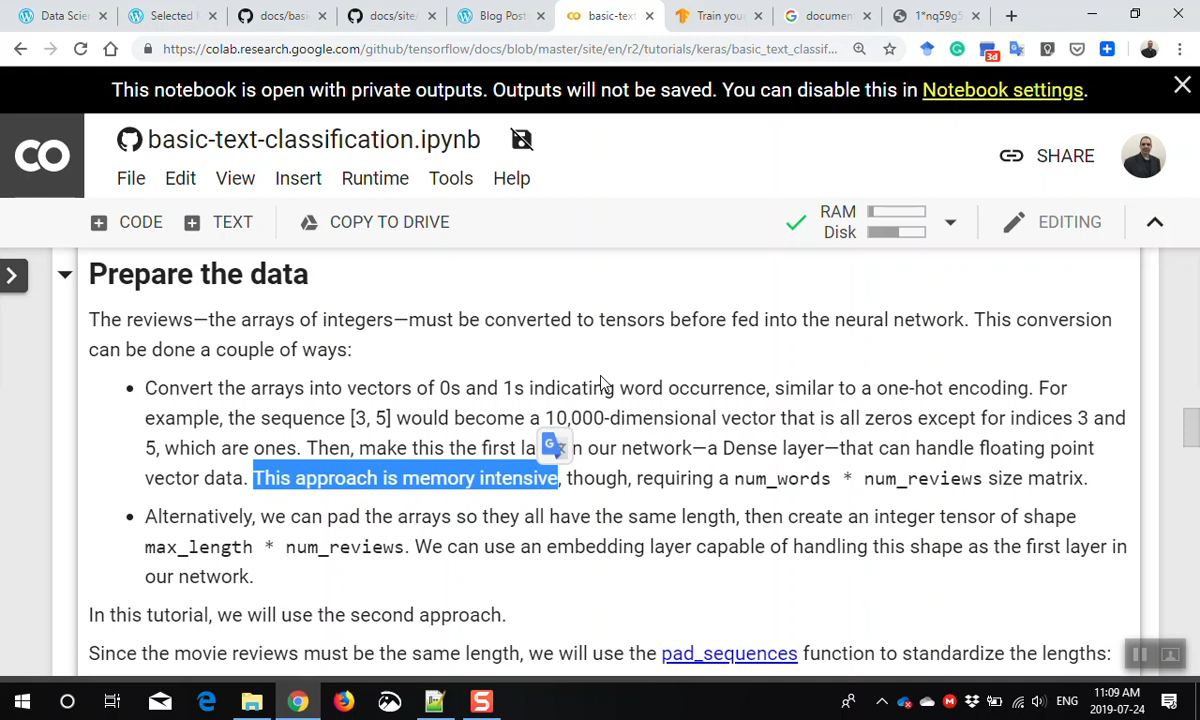 Data Scien
Selected M
docs/basi
docs/site/
Blog Post
basic-text
Train your
document
1*nq59g5
https://colab.research.google.com/github/tensorflow/docs/blob/master/site/en/r2/tutorials/keras/basic_text_classif...
3d
This notebook is open with private outputs. Outputs will not be saved. You can disable this in Notebook settings.
CO
basic-text-classification.ipynb
SHARE
File Edit View Insert Runtime Tools Help
CODE TEXT COPY TO DRIVE
RAM
Disk
EDITING
Prepare the data
The reviews—the arrays of integers—must be converted to tensors before fed into the neural network. This conversion
can be done a couple of ways:
• Convert the arrays into vectors of 0s and 1s indicating word occurrence, similar to a one-hot encoding. For
example, the sequence [3, 5] would become a 10,000-dimensional vector that is all zeros except for indices 3 and
5, which are ones. Then, make this the first la n our network—a Dense layer—that can handle floating point
vector data. This approach is memory intensive, though, requiring a num_words * num_reviews size matrix.
• Alternatively, we can pad the arrays so they all have the same length, then create an integer tensor of shape
max_length * num_reviews. We can use an embedding layer capable of handling this shape as the first layer in
our network.
In this tutorial, we will use the second approach.
Since the movie reviews must be the same length, we will use the pad_sequences function to standardize the lengths:
ENG
11:09 AM
2019-07-24